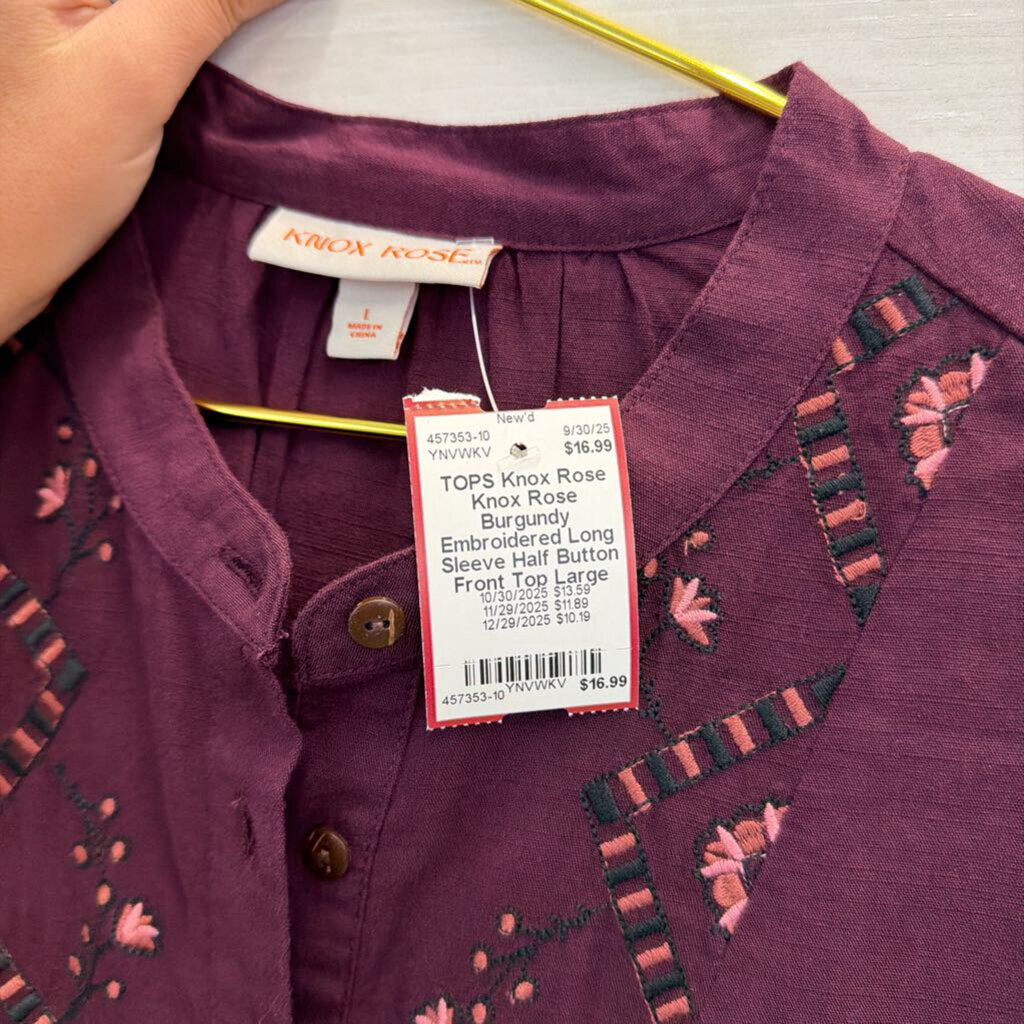 KNOX ROSE
L
MADE IN
CHINA
New'd
457353-10 9/30/25
YNVWKV $16.99
TOPS Knox Rose
Knox Rose
Burgundy
Embroidered Long
Sleeve Half Button
Front Top Large
10/30/2025 $13.59
11/29/2025 $11.89
12/29/2025 $10.19
457353-10 YNVWKV $16.99